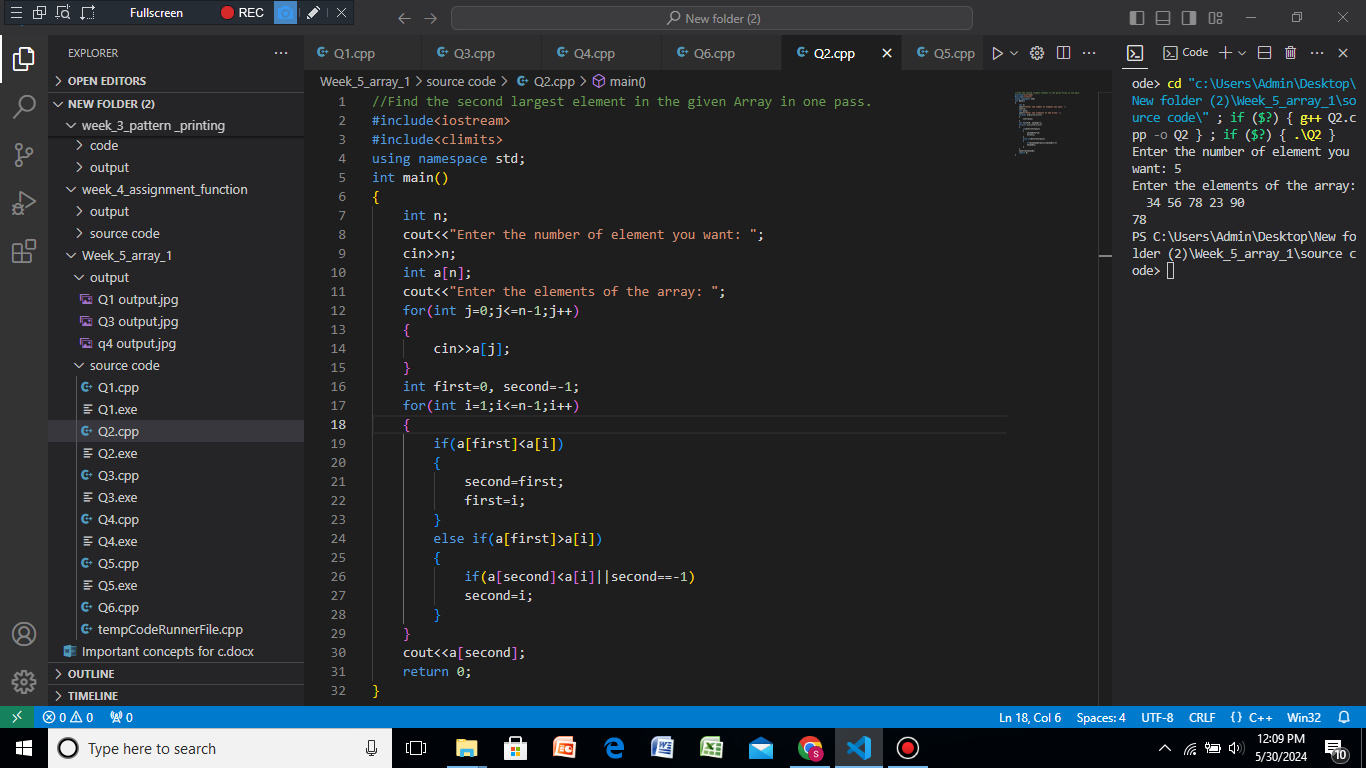 Fullscreen
REC
New folder (2)
EXPLORER
OPEN EDITORS
NEW FOLDER (2)
week_3_pattern _printing
code
output
week_4_assignment_function
output
source code
Week_5_array_1
output
Q1 output.jpg
Q3 output.jpg
q4 output.jpg
source code
Q1.cpp
Q1.exe
Q2.cpp
Q2.exe
Q3.cpp
Q3.exe
Q4.cpp
Q4.exe
Q5.cpp
Q5.exe
Q6.cpp
tempCodeRunnerFile.cpp
Important concepts for c.docx
OUTLINE
TIMELINE
Q1.cpp
Q3.cpp
Q4.cpp
Q6.cpp
Q2.cpp
Q5.cpp
Week_5_array_1 > source code > Q2.cpp > main()
1 //Find the second largest element in the given Array in one pass.
2 #include<iostream>
3 #include<climits>
4 using namespace std;
5 int main()
6 {
7 int n;
8 cout<<"Enter the number of element you want: ";
9 cin>>n;
10 int a[n];
11 cout<<"Enter the elements of the array: ";
12 for(int j=0;j<=n-1;j++)
13 {
14 cin>>a[j];
15 }
16 int first=0, second=-1;
17 for(int i=1;i<=n-1;i++)
18 {
19 if(a[first]<a[i])
20 {
21 second=first;
22 first=i;
23 }
24 else if(a[first]>a[i])
25 {
26 if(a[second]<a[i]||second==-1)
27 second=i;
28 }
29 }
30 cout<<a[second];
31 return 0;
32 }
Code
ode> cd "c:\Users\Admin\Desktop\
New folder (2)\Week_5_array_1\so
urce code\" ; if ($?) { g++ Q2.c
pp -o Q2 } ; if ($?) { .\Q2 }
Enter the number of element you
want: 5
Enter the elements of the array:
34 56 78 23 90
78
PS C:\Users\Admin\Desktop\New fo
lder (2)\Week_5_array_1\source c
ode>
0 0 0
Ln 18, Col 6
Spaces: 4
UTF-8
CRLF
{} C++
Win32
Type here to search
S
12:09 PM
5/30/2024
10